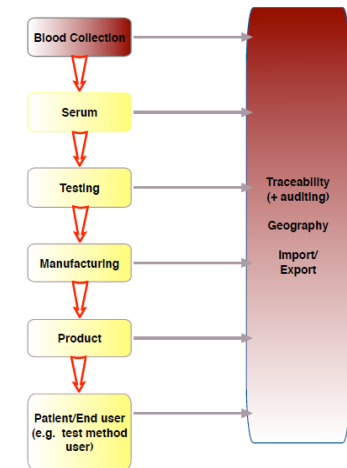 Blood Collection
Serum
Testing
Manufacturing
Product
Patient/End user
(e.g. test method
user)
Traceability
(+ auditing)
Geography
Import/
Export